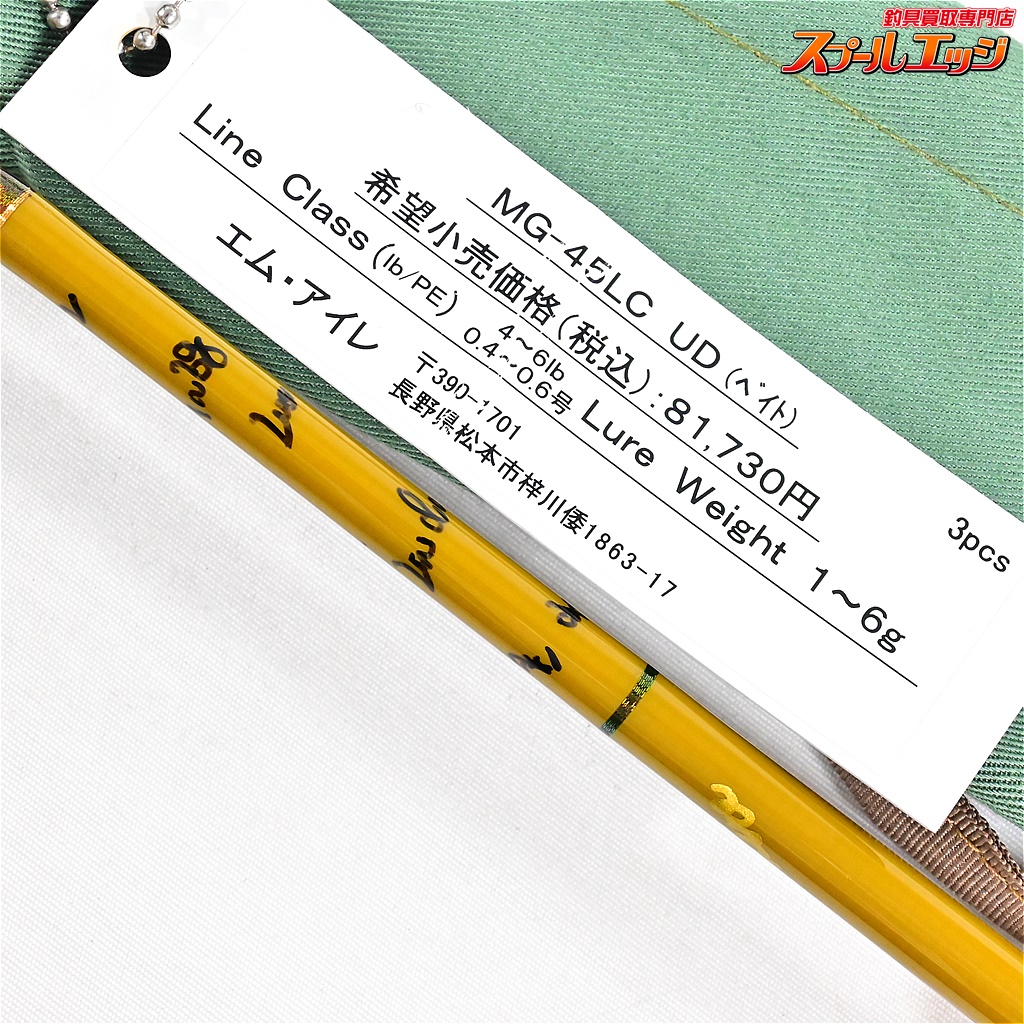 釣具買取専門店
スプールエッジ
MG-45LC UD(ベイト)
希望小売価格(税込):81,730円
Line Class(lb/PE) 4〜6lb 0.4〜0.6号 Lure Weight 1〜6g
エム・アイレ
〒390-1701
長野県松本市梓川倭1863-17
3pcs